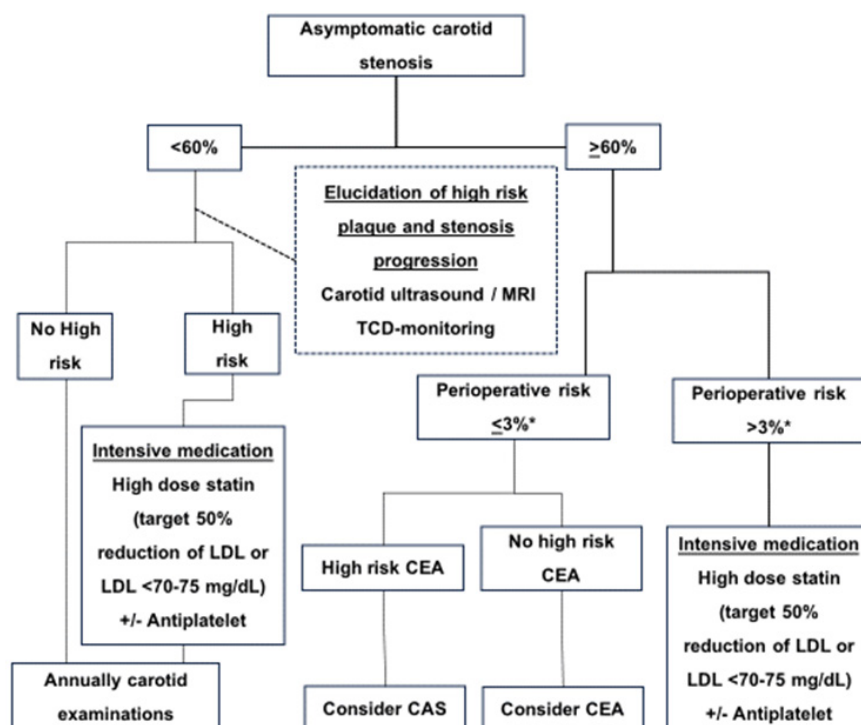 Asymptomatic carotid
stenosis
<60%
≥60%
Elucidation of high risk
plaque and stenosis
progression
Carotid ultrasound / MRI
TCD-monitoring
No High
risk
High
risk
Perioperative risk
≤3%*
Perioperative risk
>3%*
Intensive medication
High dose statin
(target 50%
reduction of LDL or
LDL <70-75 mg/dL)
+/- Antiplatelet
High risk CEA
No high risk
CEA
Intensive medication
High dose statin
(target 50%
reduction of LDL or
LDL <70-75 mg/dL)
+/- Antiplatelet
Annually carotid
examinations
Consider CAS
Consider CEA